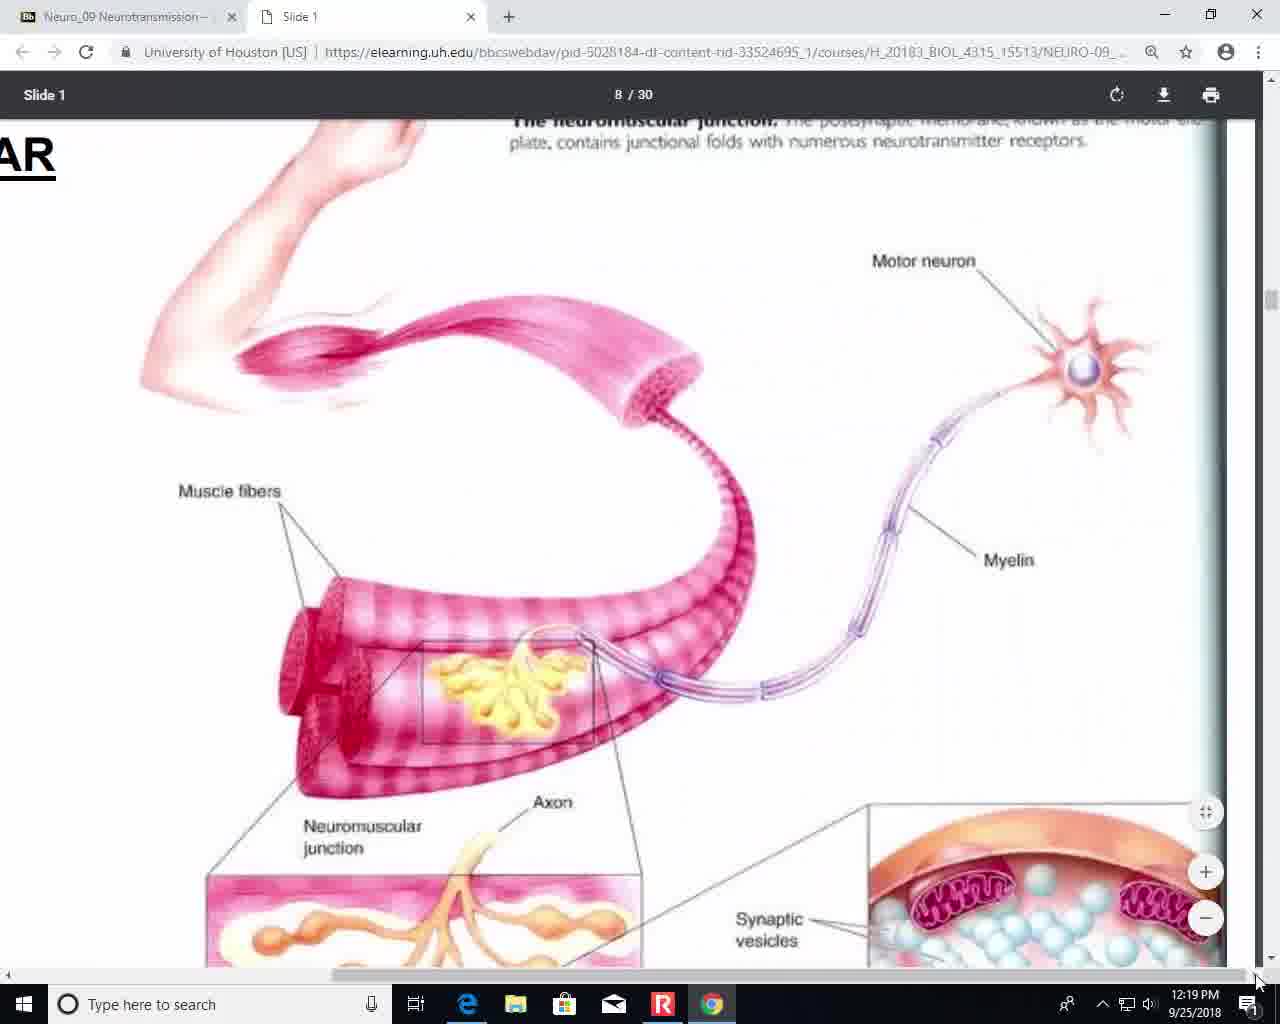 Neuro_09 Neurotransmission –
Slide 1
University of Houston [US] | https://elearning.uh.edu/bbcswebdav/pid-5028184-dt-content-rid-33524695_1/courses/H_20183_BIOL_4315_15513/NEURO-09_...
Slide 1
8 / 30
AR
The neuromuscular junction. The postsynaptic membrane, known as the motor end-
plate, contains junctional folds with numerous neurotransmitter receptors.
Motor neuron
Muscle fibers
Myelin
Axon
Neuromuscular
junction
Synaptic
vesicles
Type here to search
12:19 PM
9/25/2018
1